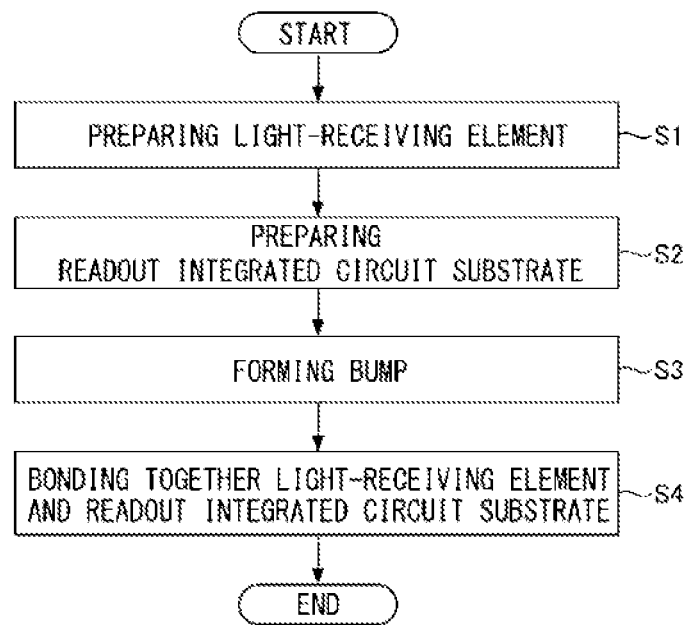 START
PREPARING LIGHT-RECEIVING ELEMENT
S1
PREPARING
READOUT INTEGRATED CIRCUIT SUBSTRATE
S2
FORMING BUMP
S3
BONDING TOGETHER LIGHT-RECEIVING ELEMENT
AND READOUT INTEGRATED CIRCUIT SUBSTRATE
S4
END